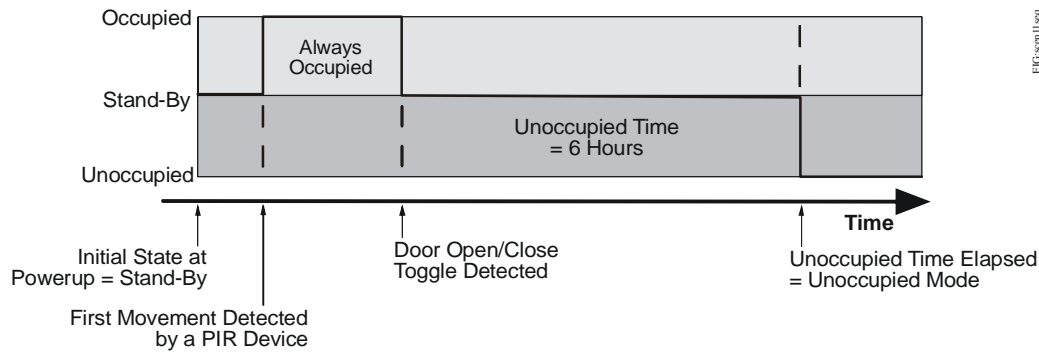 Occupied
Always
Occupied
Stand-By
Unoccupied Time
= 6 Hours
Unoccupied
Time
Initial State at
Powerup = Stand-By
Door Open/Close
Toggle Detected
Unoccupied Time Elapsed
= Unoccupied Mode
First Movement Detected
by a PIR Device